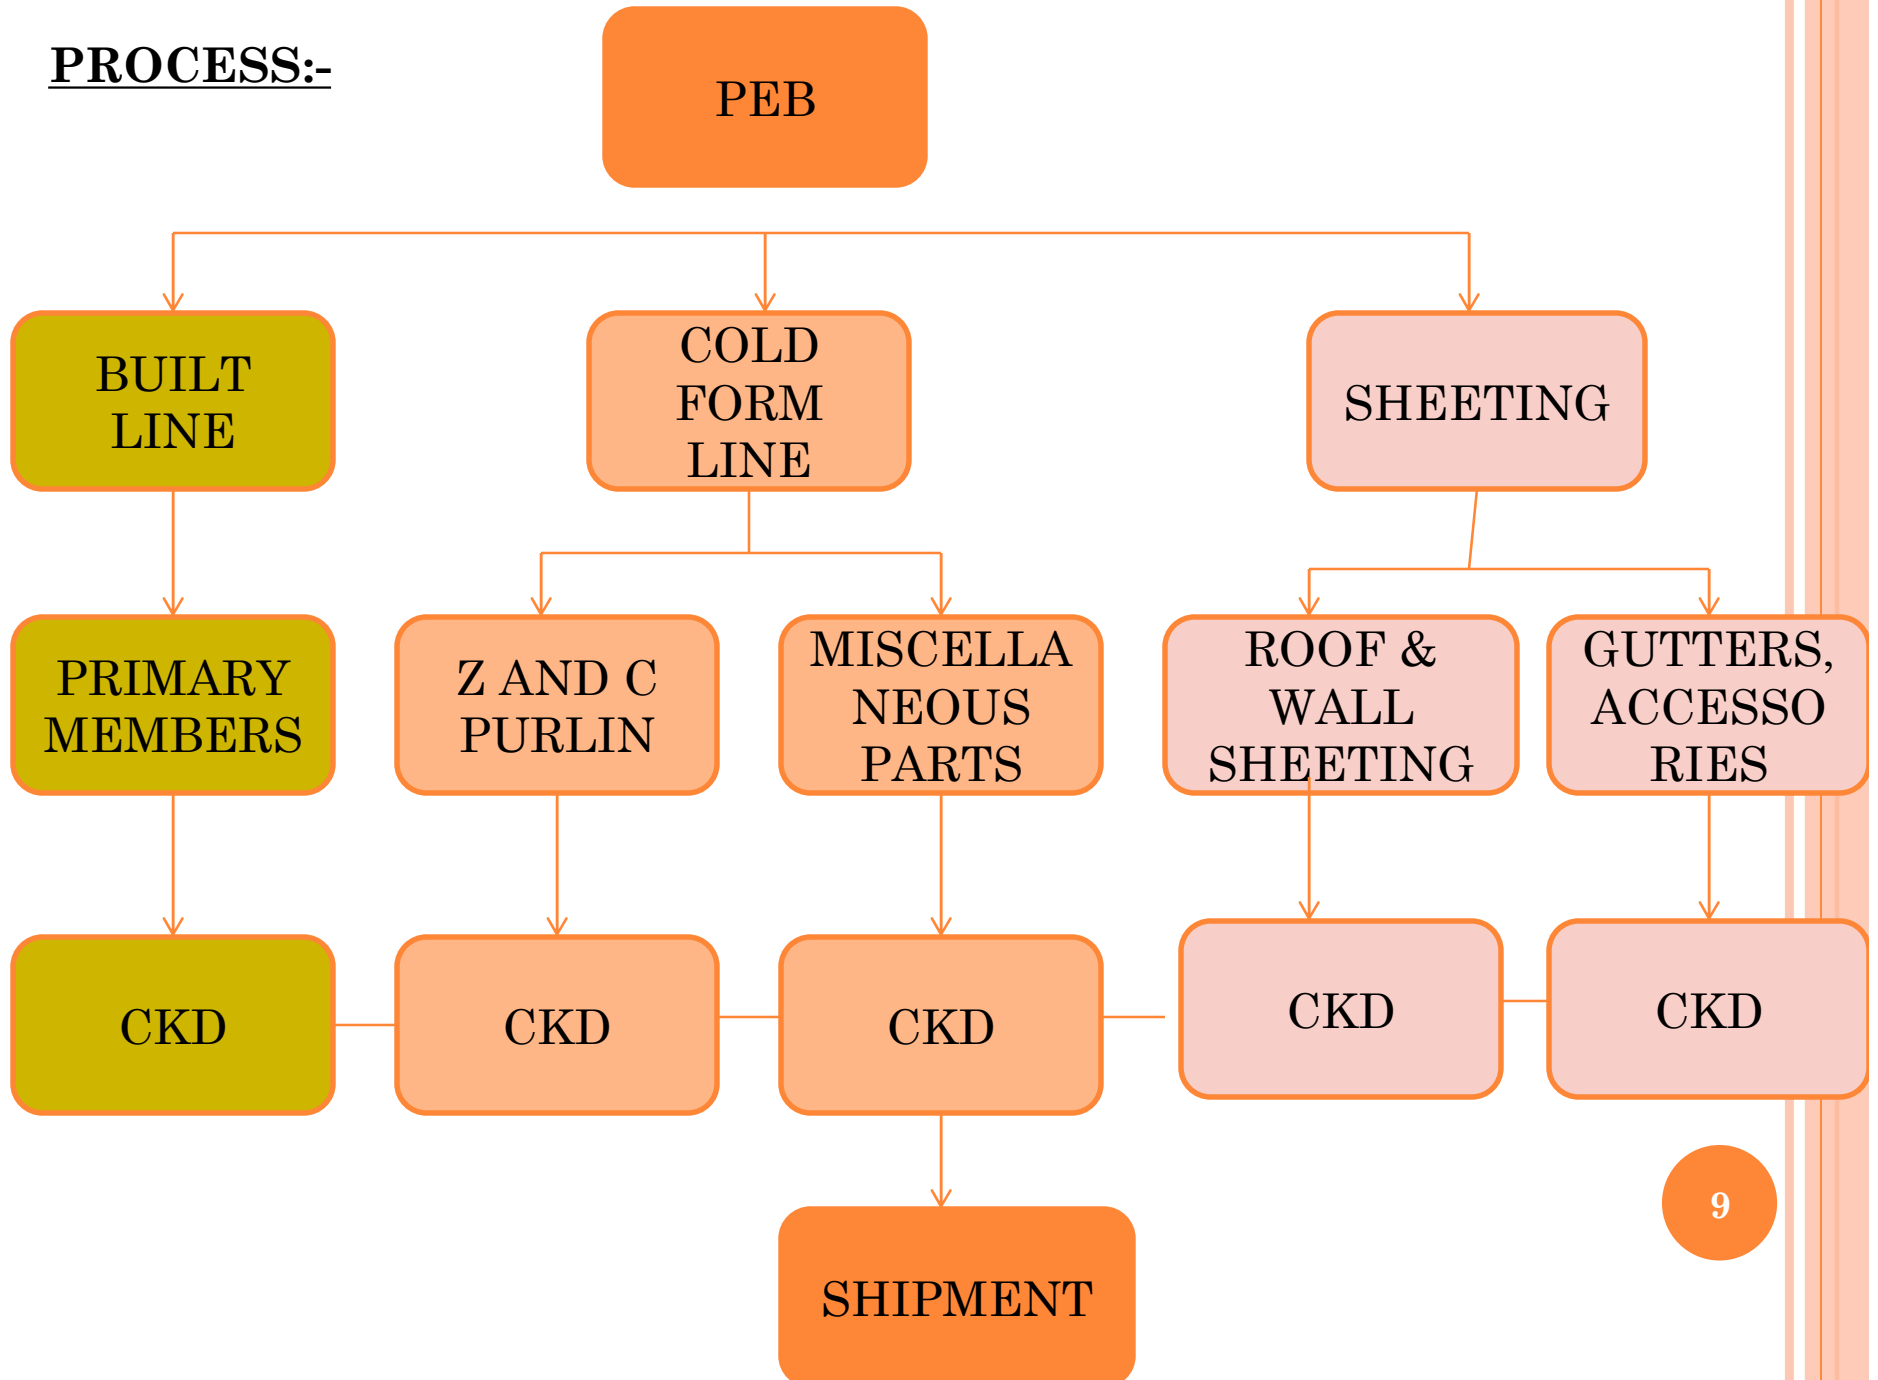 PROCESS:-
PEB
BUILT
LINE
COLD
FORM
LINE
SHEETING
PRIMARY
MEMBERS
Z AND C
PURLIN
MISCELLA
NEOUS
PARTS
ROOF &
WALL
SHEETING
GUTTERS,
ACCESSO
RIES
CKD
CKD
CKD
CKD
CKD
9
SHIPMENT